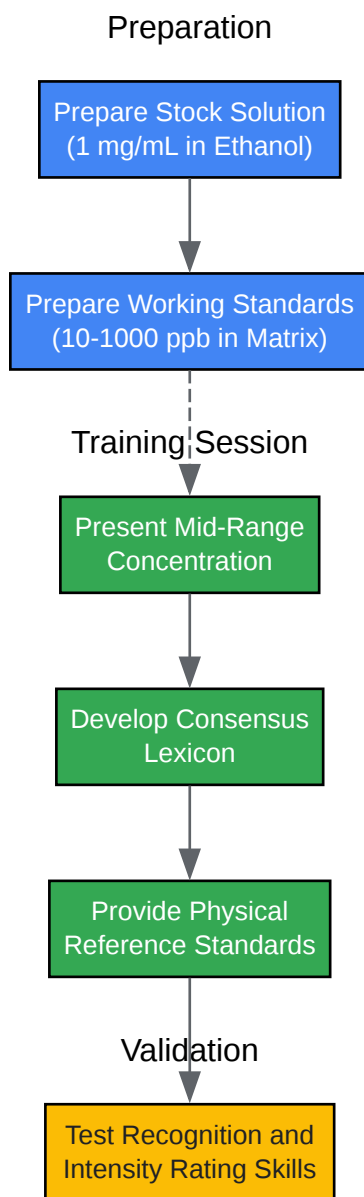 Preparation
Prepare Stock Solution
(1 mg/mL in Ethanol)
Prepare Working Standards
(10-1000 ppb in Matrix)
Training Session
Present Mid-Range
Concentration
Develop Consensus
Lexicon
Provide Physical
Reference Standards
Validation
Test Recognition and
Intensity Rating Skills